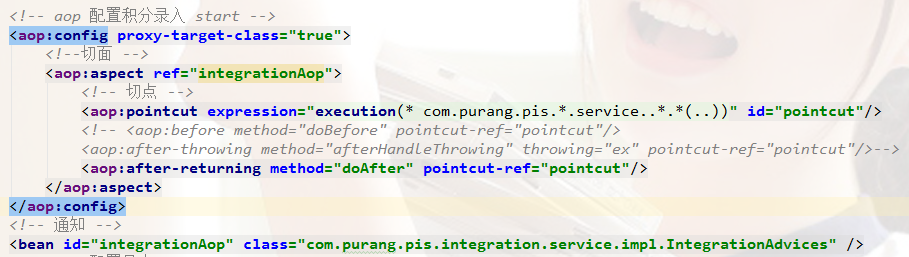 <!-- aop 配置积分录入 start -->
<aop:config proxy-target-class="true">
<!--切面 -->
<aop:aspect ref="integrationAop">
<!-- 切点 -->
<aop:pointcut expression="execution(* com.purang.pis.*.service..*.*(..))" id="pointcut"/>
<!-- <aop:before method="doBefore" pointcut-ref="pointcut"/>
<aop:after-throwing method="afterHandleThrowing" throwing="ex" pointcut-ref="pointcut"/>-->
<aop:after-returning method="doAfter" pointcut-ref="pointcut"/>
</aop:aspect>
</aop:config>
<!-- 通知 -->
<bean id="integrationAop" class="com.purang.pis.integration.service.impl.IntegrationAdvices" />